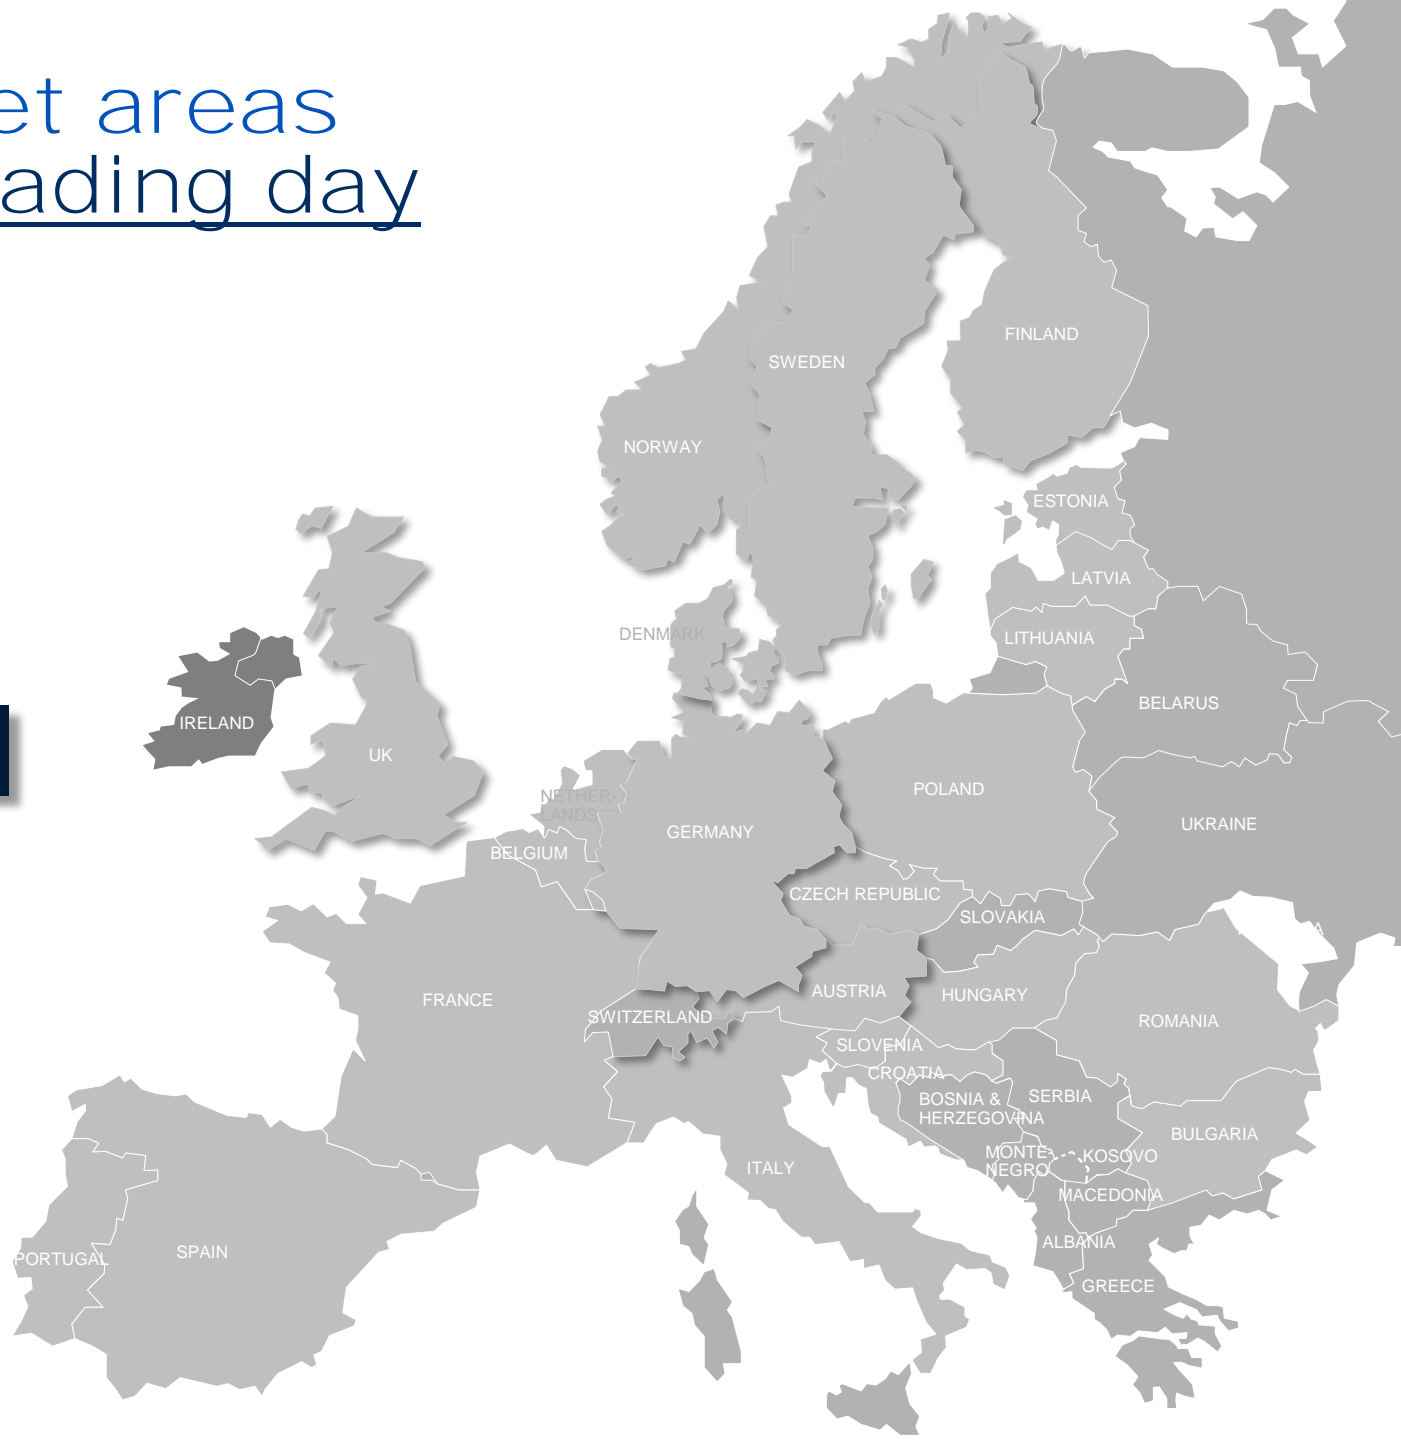 et areas
ading day
FINLAND
SWEDEN
NORWAY
ESTONIA
LATVIA
DENMARK
LITHUANIA
BELARUS
IRELAND
UK
POLAND
NETHER-
LANDS
UKRAINE
GERMANY
BELGIUM
CZECH REPUBLIC
SLOVAKIA
AUSTRIA
HUNGARY
FRANCE
SWITZERLAND
ROMANIA
SLOVENIA
CROATIA
BOSNIA &
HERZEGOVINA
SERBIA
BULGARIA
MONTE-
NEGRO
KOSOVO
ITALY
MACEDONIA
ALBANIA
PORTUGAL
SPAIN
GREECE